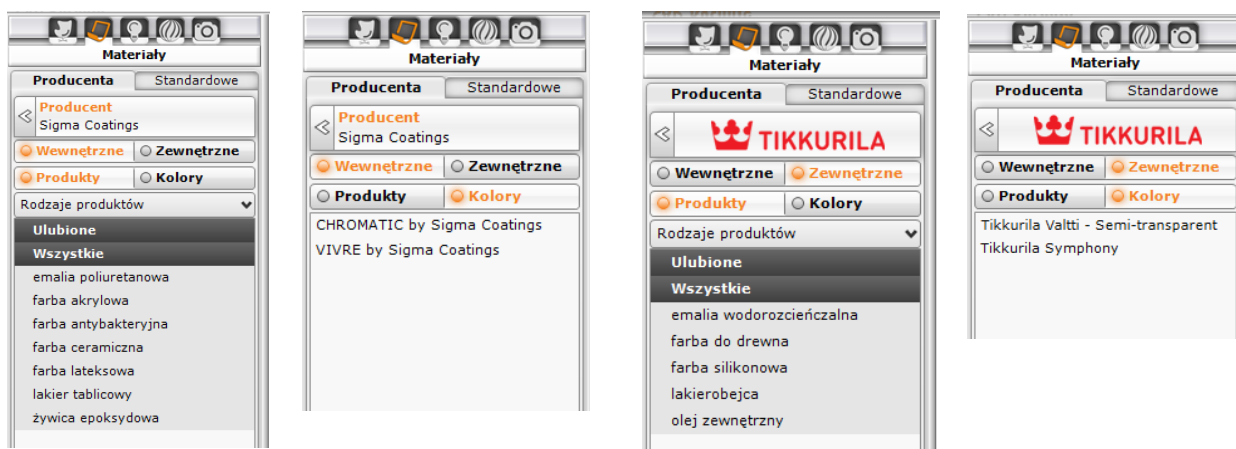 Materiały
Producenta Standardowe
Producent
Sigma Coatings
Wewnętrzne Zewnętrzne
Produkty Kolory
Rodzaje produktów
Ulubione
Wszystkie
emalia poliuretanowa
farba akrylowa
farba antybakteryjna
farba ceramiczna
farba lateksowa
lakier tablicowy
żywica epoksydowa
Materiały
Producenta Standardowe
Producent
Sigma Coatings
Wewnętrzne Zewnętrzne
Produkty Kolory
CHROMATIC by Sigma Coatings
VIVRE by Sigma Coatings
Materiały
Producenta Standardowe
TIKKURILA
Wewnętrzne Zewnętrzne
Produkty Kolory
Rodzaje produktów
Ulubione
Wszystkie
emalia wodorozcieńczalna
farba do drewna
farba silikonowa
lakierobejca
olej zewnętrzny
Materiały
Producenta Standardowe
TIKKURILA
Wewnętrzne Zewnętrzne
Produkty Kolory
Tikkurila Valtti - Semi-transparent
Tikkurila Symphony